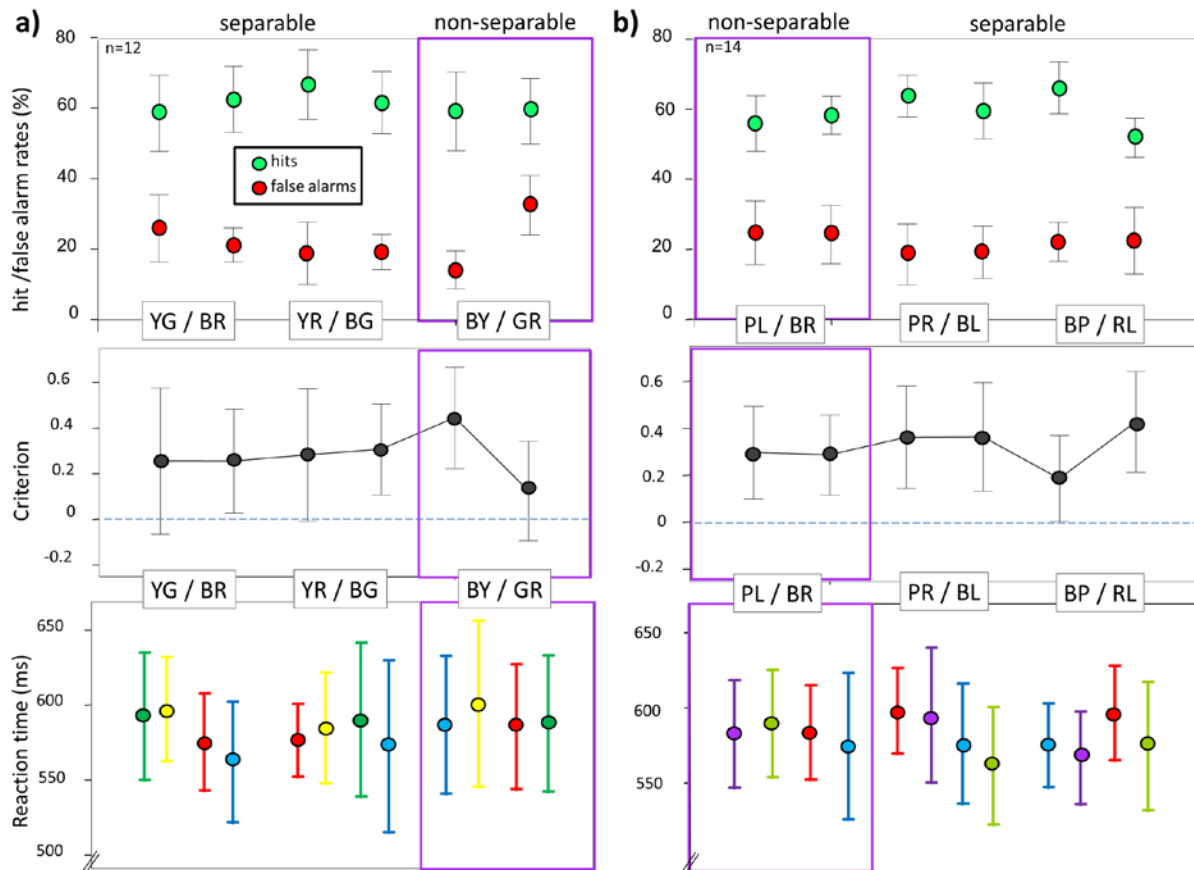 a)
separable
non-separable
n=12
hit /false alarm rates (%)
80
60
40
20
0
hits
false alarms
YG / BR
YR / BG
BY / GR
Criterion
0.6
0.4
0.2
0
-0.2
YG / BR
YR / BG
BY / GR
Reaction time (ms)
650
600
550
500
b)
non-separable
separable
n=14
80
60
40
20
0
PL / BR
PR / BL
BP / RL
0.6
0.4
0.2
0
-0.2
PL / BR
PR / BL
BP / RL
650
600
550